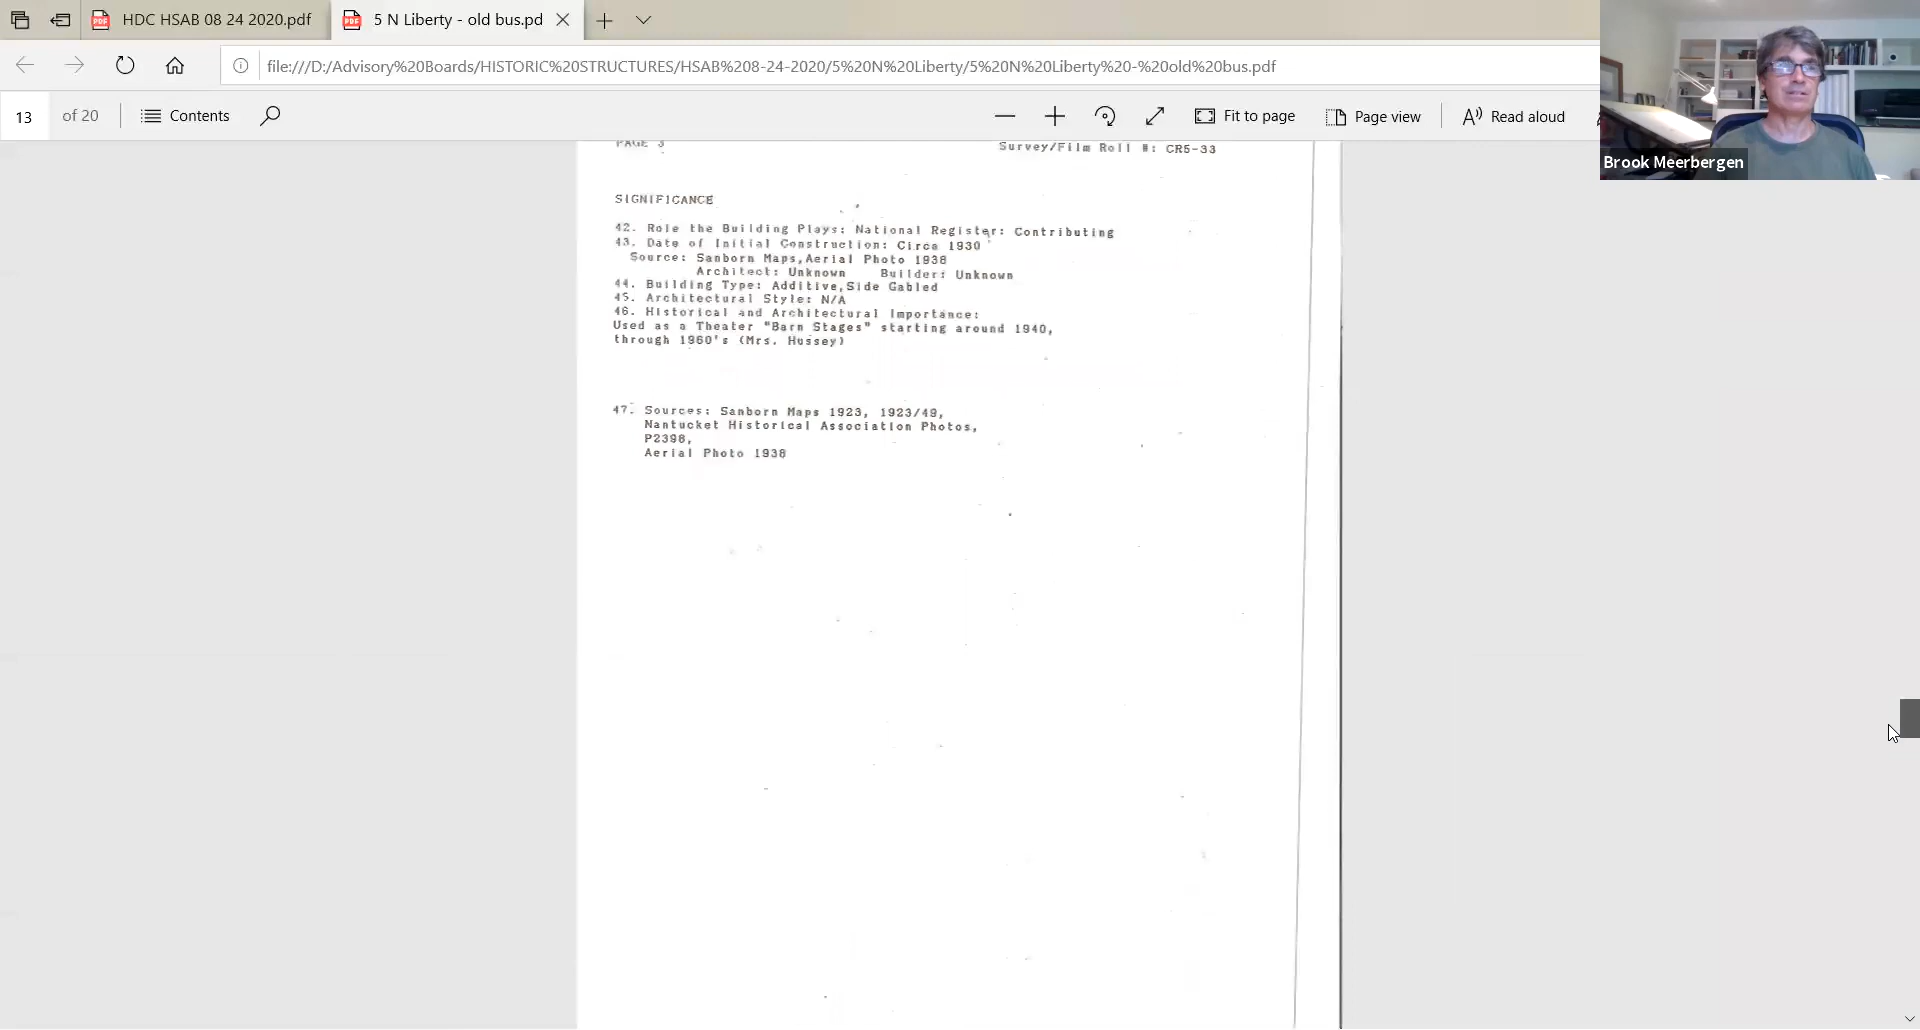 HDC HSAB 08 24 2020.pdf
5 N Liberty - old bus.pd
file:///D:/Advisory%20Boards/HISTORIC%20STRUCTURES/HSAB%208-24-2020/5%20N%20Liberty/5%20N%20Liberty%20-%20old%20bus.pdf
13 of 20 Contents Fit to page Page view Read aloud
Brook Meerbergen
PAGE 3 Survey/Film Roll #: CR5-33
SIGNIFICANCE
42. Role the Building Plays: National Register: Contributing
43. Date of Initial Construction: Circa 1930
Source: Sanborn Maps,Aerial Photo 1938
Architect: Unknown Builder: Unknown
44. Building Type: Additive,Side Gabled
45. Architectural Style: N/A
46. Historical and Architectural Importance:
Used as a Theater "Barn Stages" starting around 1940,
through 1960's (Mrs. Hussey)
47. Sources: Sanborn Maps 1923, 1923/49,
Nantucket Historical Association Photos,
P2398,
Aerial Photo 1938